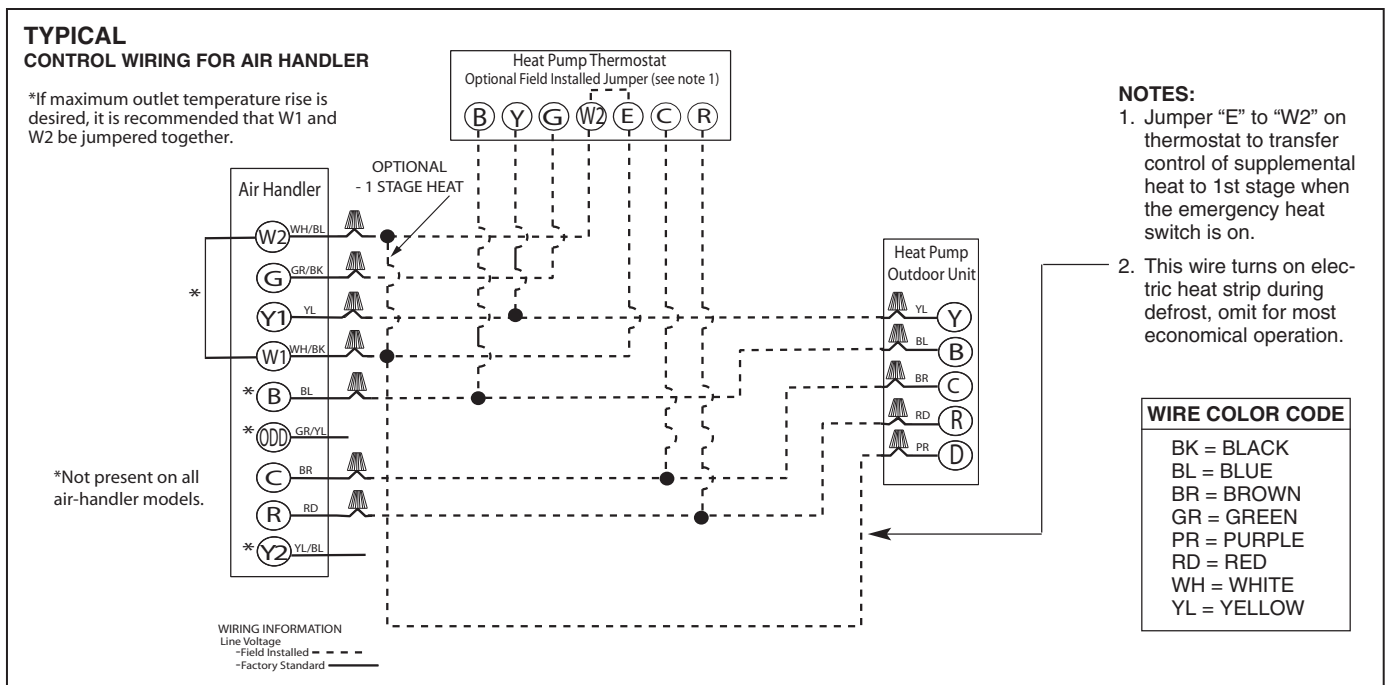 TYPICAL
CONTROL WIRING FOR AIR HANDLER
*If maximum outlet temperature rise is
desired, it is recommended that W1 and
W2 be jumpered together.
Heat Pump Thermostat
Optional Field Installed Jumper (see note 1)
B Y G W2 E C R
OPTIONAL
- 1 STAGE HEAT
Air Handler
W2 WH/BL
G GR/BK
*
Y1 YL
W1 WH/BK
* B BL
* ODD GR/YL
C BR
R RD
* Y2 YL/BL
*Not present on all
air-handler models.
Heat Pump
Outdoor Unit
YL Y
BL B
BR C
RD R
PR D
NOTES:
1. Jumper “E” to “W2” on
thermostat to transfer
control of supplemental
heat to 1st stage when
the emergency heat
switch is on.
2. This wire turns on elec-
tric heat strip during
defrost, omit for most
economical operation.
WIRE COLOR CODE
BK = BLACK
BL = BLUE
BR = BROWN
GR = GREEN
PR = PURPLE
RD = RED
WH = WHITE
YL = YELLOW
WIRING INFORMATION
Line Voltage
-Field Installed
-Factory Standard